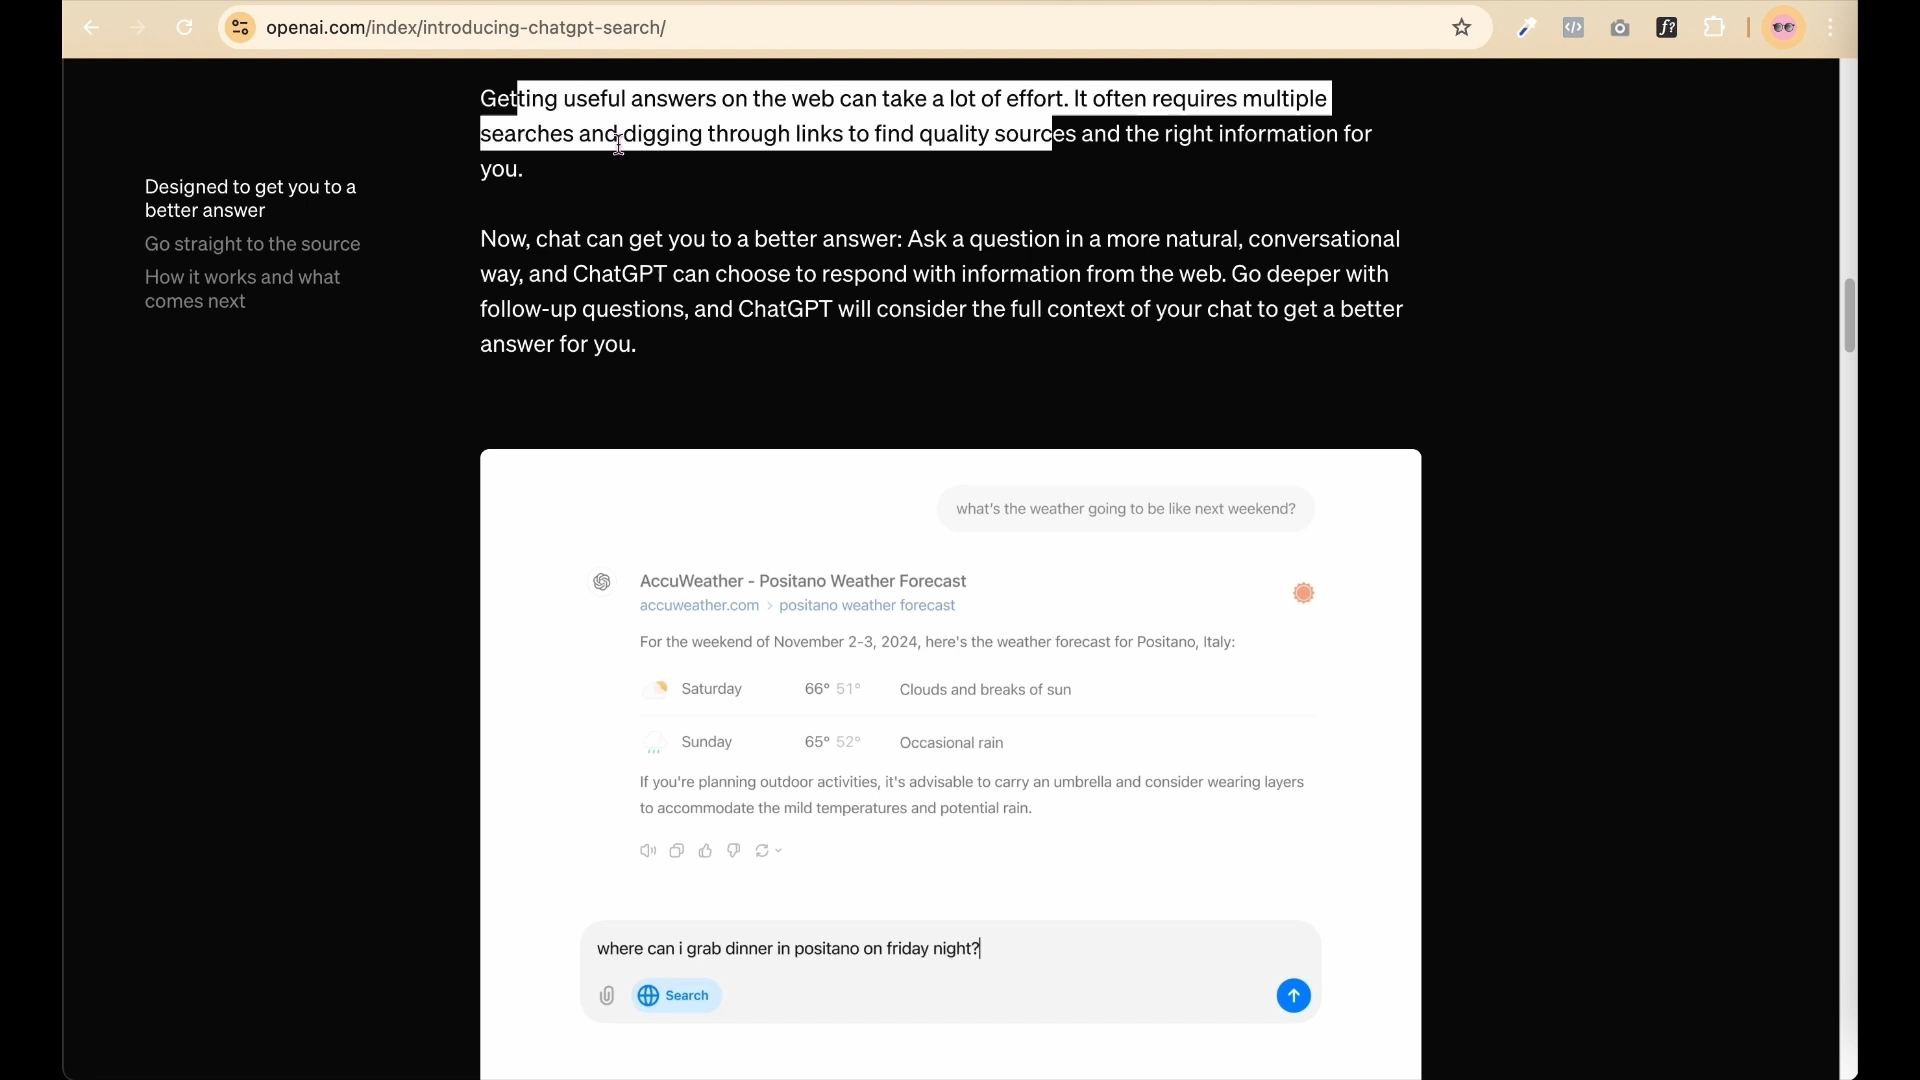 openai.com/index/introducing-chatgpt-search/
f?
Getting useful answers on the web can take a lot of effort. It often requires multiple
searches and digging through links to find quality sources and the right information for
you.
Designed to get you to a
better answer
Go straight to the source
How it works and what
comes next
Now, chat can get you to a better answer: Ask a question in a more natural, conversational
way, and ChatGPT can choose to respond with information from the web. Go deeper with
follow-up questions, and ChatGPT will consider the full context of your chat to get a better
answer for you.
what's the weather going to be like next weekend?
AccuWeather - Positano Weather Forecast
accuweather.com > positano weather forecast
For the weekend of November 2-3, 2024, here's the weather forecast for Positano, Italy:
Saturday 66° 51° Clouds and breaks of sun
Sunday 65° 52° Occasional rain
If you're planning outdoor activities, it's advisable to carry an umbrella and consider wearing layers
to accommodate the mild temperatures and potential rain.
where can i grab dinner in positano on friday night?
Search